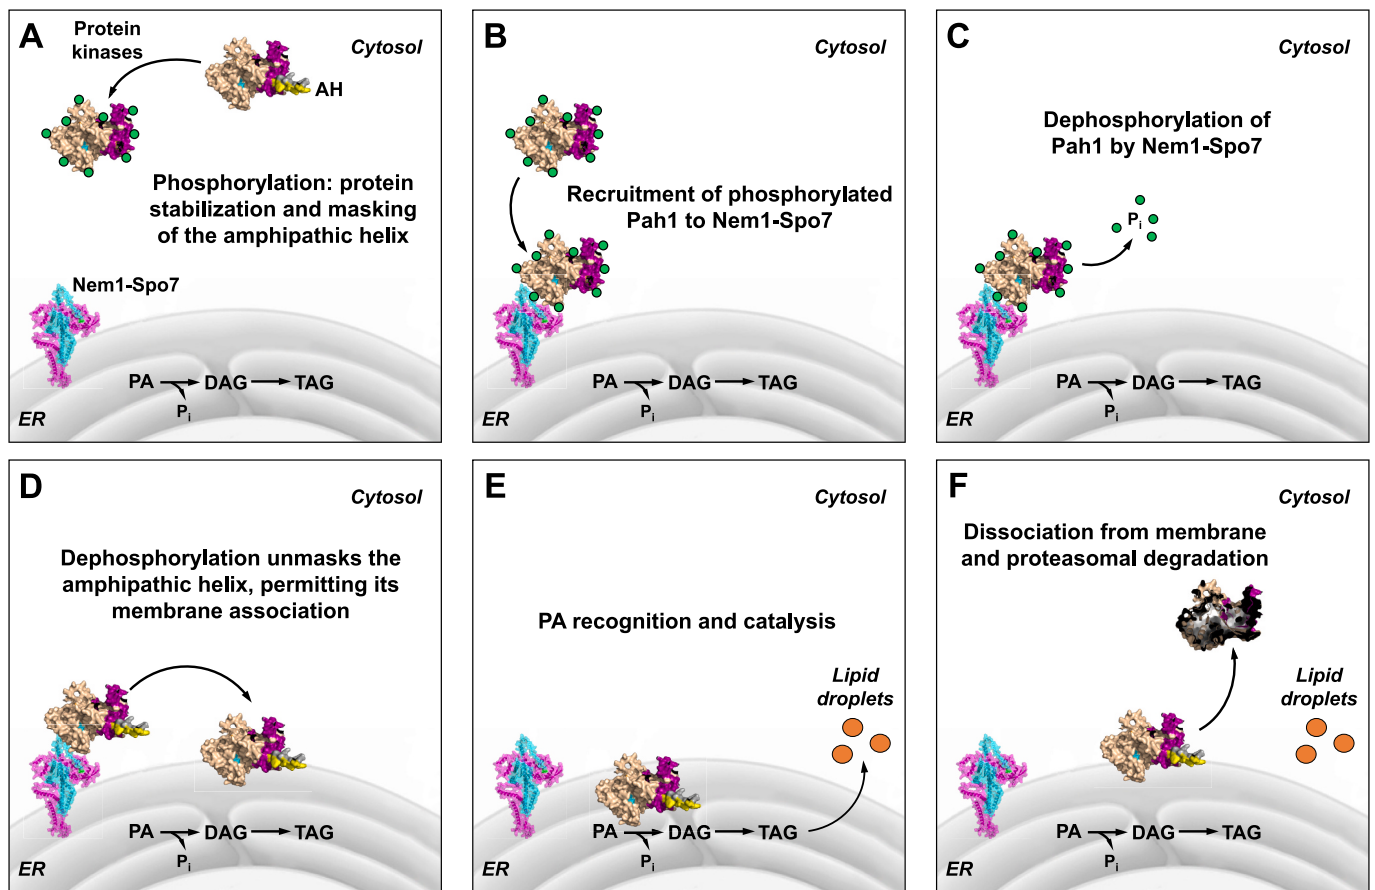 A
Protein
kinases
Cytosol
AH
Phosphorylation: protein
stabilization and masking
of the amphipathic helix
Nem1-Spo7
PA DAG TAG
Pi
ER
B
Cytosol
Recruitment of phosphorylated
Pah1 to Nem1-Spo7
PA DAG TAG
Pi
ER
C
Cytosol
Dephosphorylation of
Pah1 by Nem1-Spo7
Pi
PA DAG TAG
Pi
ER
D
Cytosol
Dephosphorylation unmasks the
amphipathic helix, permitting its
membrane association
PA DAG TAG
Pi
ER
E
Cytosol
PA recognition and catalysis
Lipid
droplets
PA DAG TAG
Pi
ER
F
Cytosol
Dissociation from membrane
and proteasomal degradation
Lipid
droplets
PA DAG TAG
Pi
ER